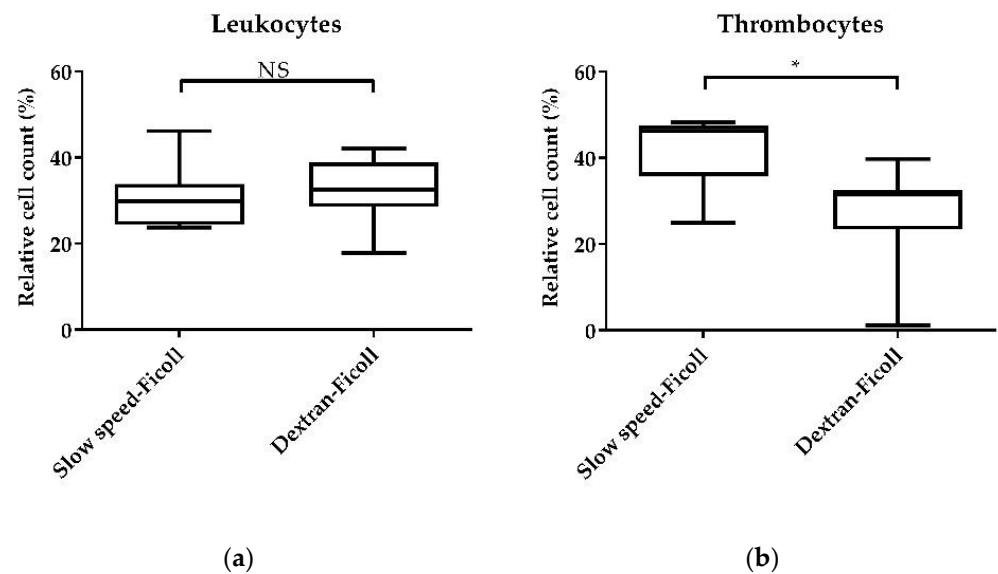 Leukocytes
NS
Relative cell count (%)
60
40
20
0
Slow speed-Ficoll
Dextran-Ficoll
(a)
Thrombocytes
*
Relative cell count (%)
60
40
20
0
Slow speed-Ficoll
Dextran-Ficoll
(b)